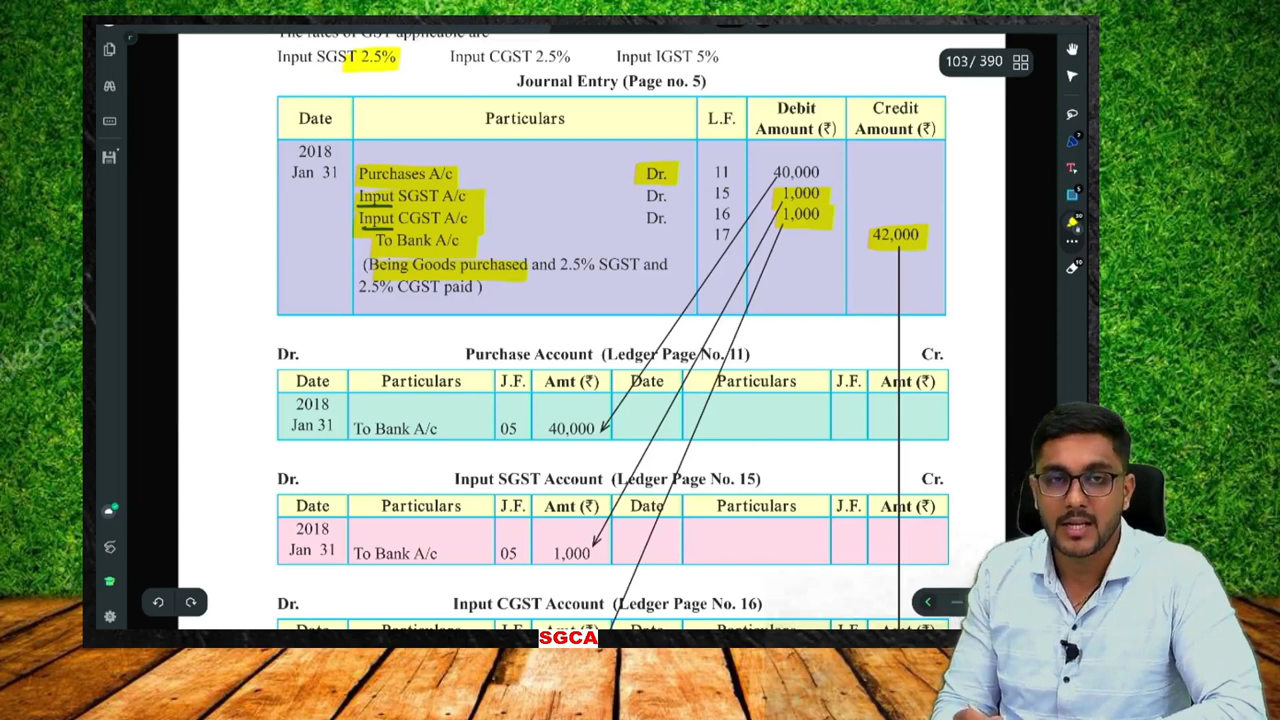 The rates of GST applicable are
Input SGST 2.5% Input CGST 2.5% Input IGST 5%
103 / 390
Journal Entry (Page no. 5)
Date Particulars L.F. Debit Amount (₹) Credit Amount (₹)
2018
Jan 31 Purchases A/c Dr. 11 40,000
Input SGST A/c Dr. 15 1,000
Input CGST A/c Dr. 16 1,000
To Bank A/c 17 42,000
(Being Goods purchased and 2.5% SGST and
2.5% CGST paid )
Dr. Purchase Account (Ledger Page No. 11) Cr.
Date Particulars J.F. Amt (₹) Date Particulars J.F. Amt (₹)
2018
Jan 31 To Bank A/c 05 40,000
Dr. Input SGST Account (Ledger Page No. 15) Cr.
Date Particulars J.F. Amt (₹) Date Particulars J.F. Amt (₹)
2018
Jan 31 To Bank A/c 05 1,000
Dr. Input CGST Account (Ledger Page No. 16) Cr.
SGCA